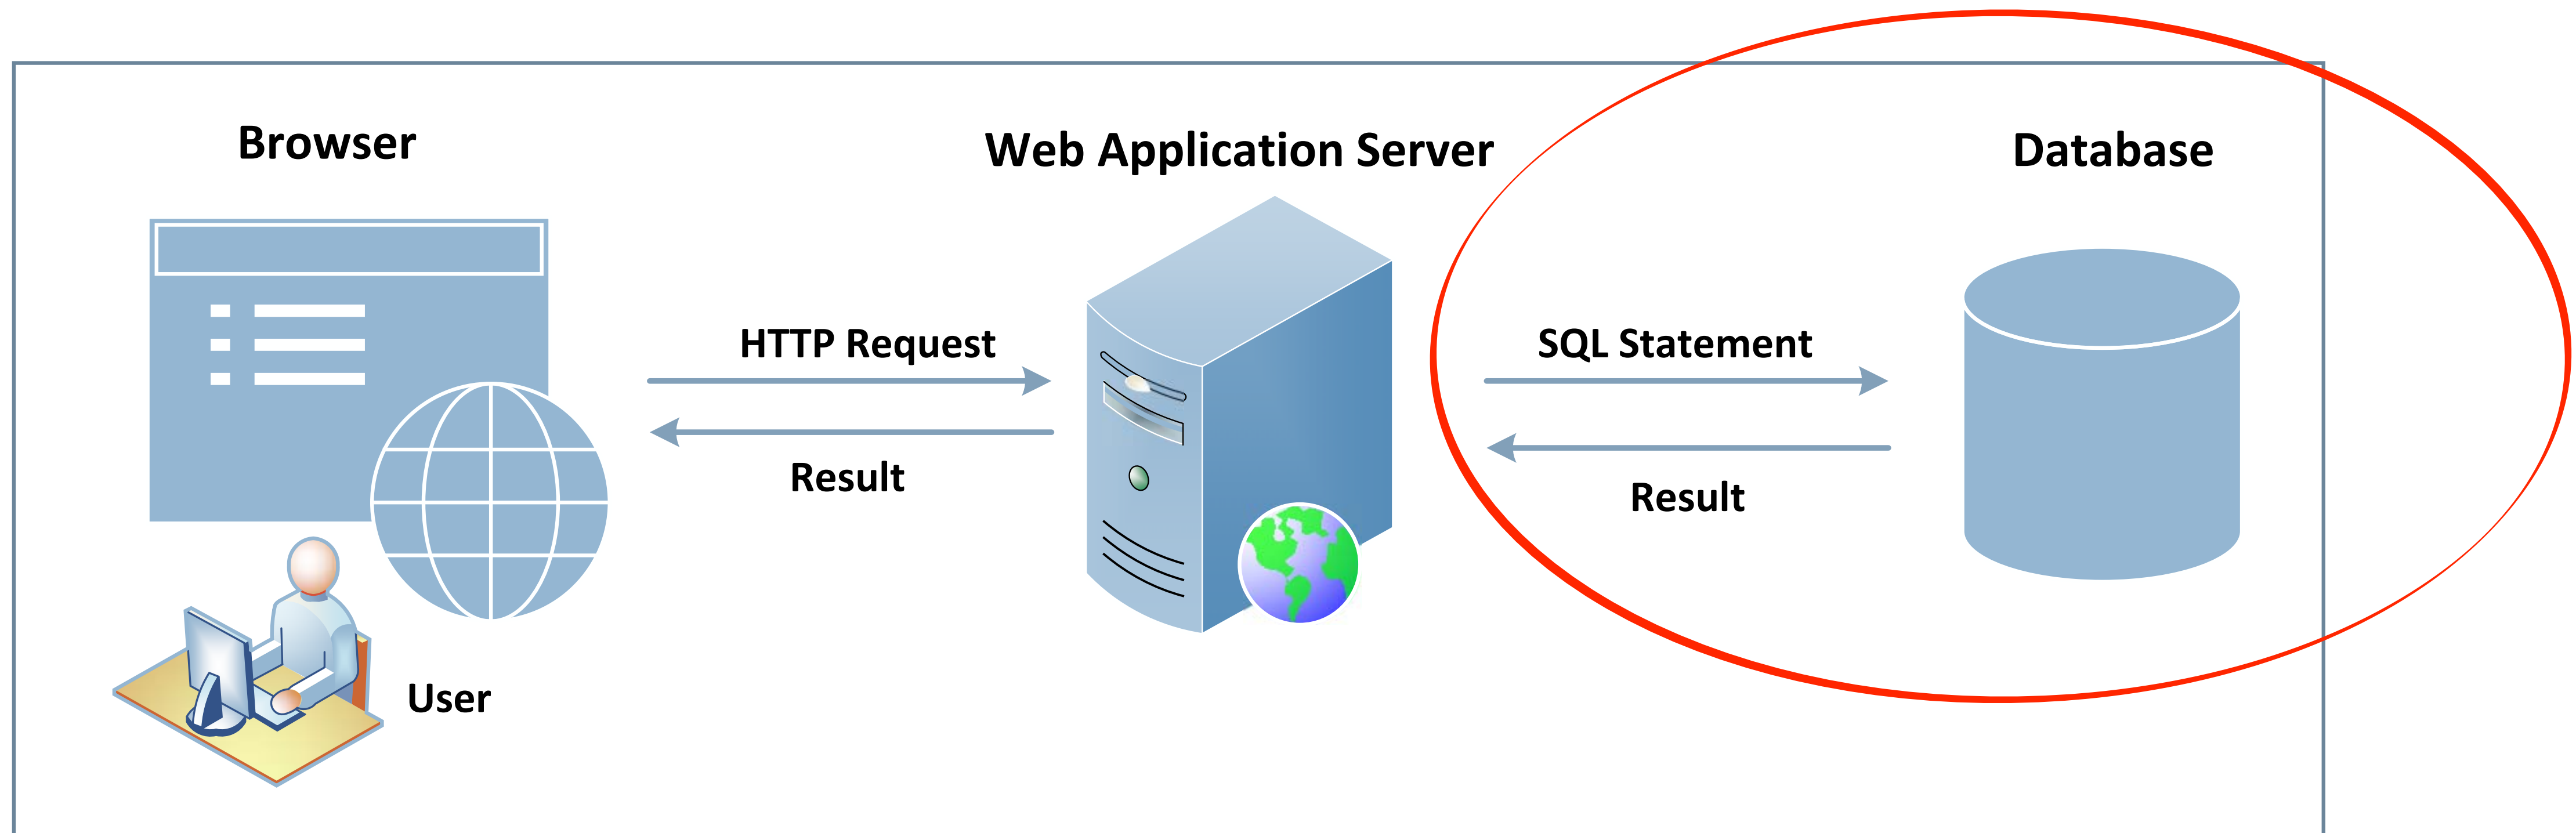 Browser
Web Application Server
Database
HTTP Request
SQL Statement
Result
Result
User